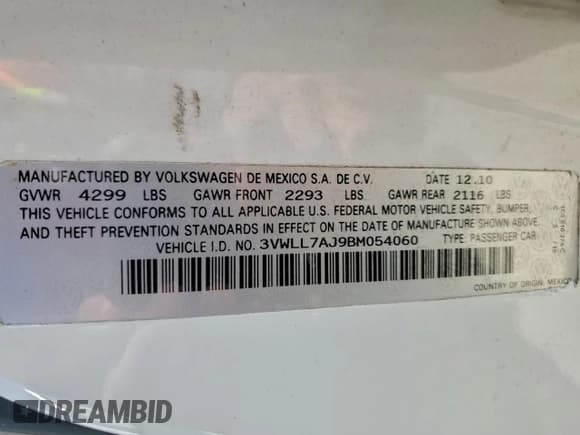 MANUFACTURED BY VOLKSWAGEN DE MEXICO S.A. DE C.V. DATE 12.10
GVWR 4299 LBS GAWR FRONT 2293 LBS GAWR REAR 2116 LBS
THIS VEHICLE CONFORMS TO ALL APPLICABLE U.S. FEDERAL MOTOR VEHICLE SAFETY, BUMPER,
AND THEFT PREVENTION STANDARDS IN EFFECT ON THE DATE OF MANUFACTURE SHOWN ABOVE.
VEHICLE I.D. NO. 3VWLL7AJ9BM054060 TYPE: PASSENGER CAR
COUNTRY OF ORIGIN: MEXICO
DREAMBID